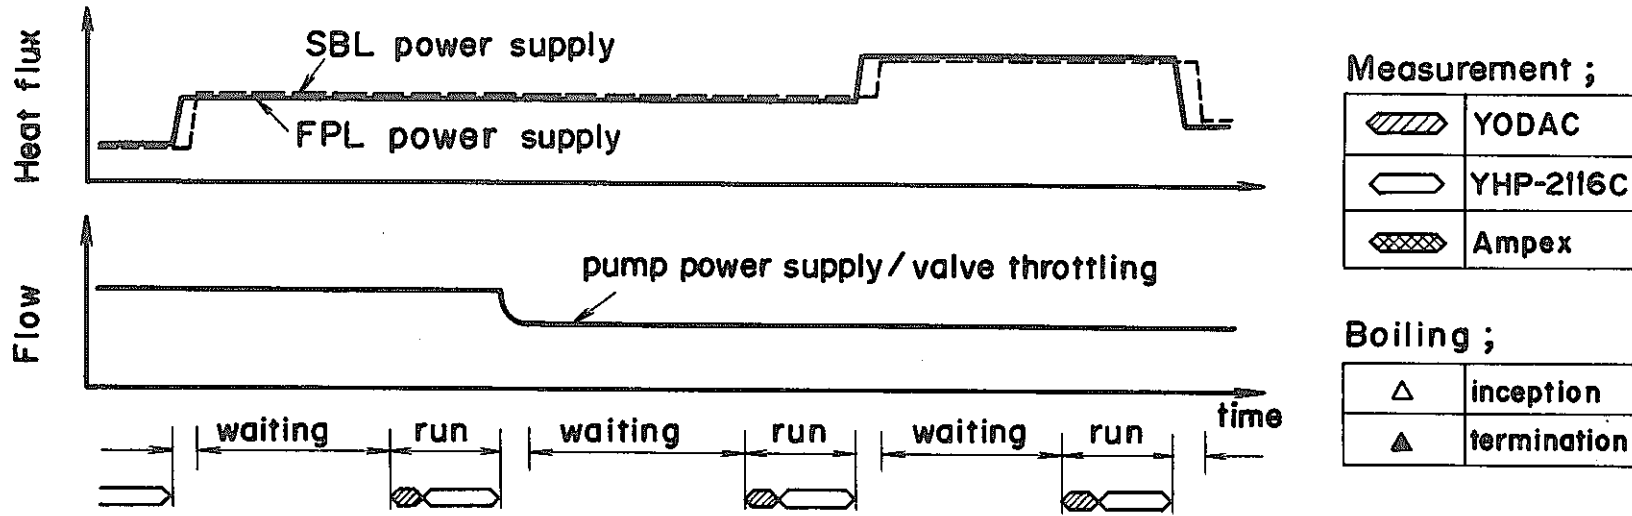 Heat flux
SBL power supply
FPL power supply
Flow
pump power supply/valve throttling
time
waiting
run
waiting
run
waiting
run
Measurement ;
YODAC
YHP-2116C
Ampex
Boiling ;
inception
termination